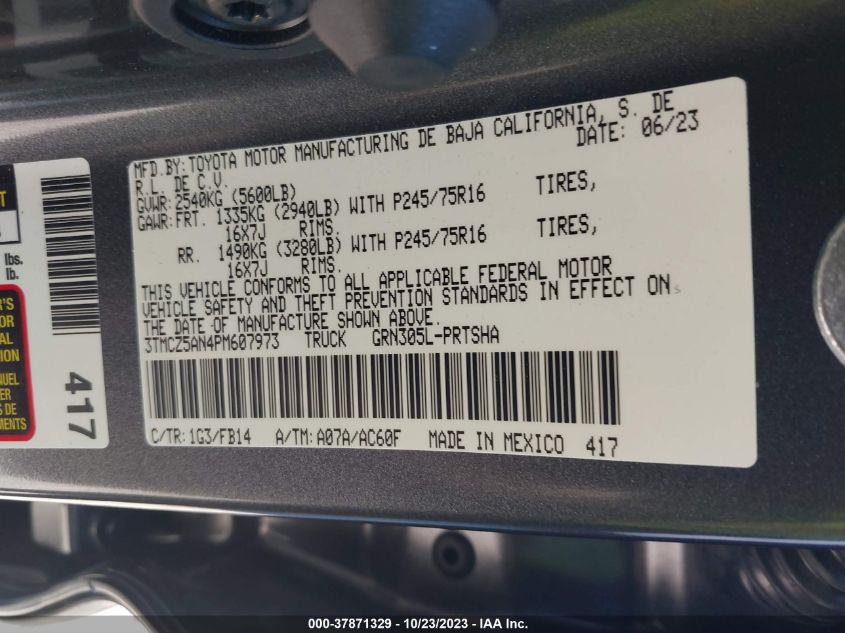 MFD.BY: TOYOTA MOTOR MANUFACTURING DE BAJA CALIFORNIA, S. DE
R.L. DE C.V.
DATE: 06/23
GVWR: 2540KG (5600LB)
GAWR: FRT. 1335KG (2940LB) WITH P245/75R16 TIRES,
16X7J RIMS.
RR. 1490KG (3280LB) WITH P245/75R16 TIRES,
16X7J RIMS.
THIS VEHICLE CONFORMS TO ALL APPLICABLE FEDERAL MOTOR
VEHICLE SAFETY AND THEFT PREVENTION STANDARDS IN EFFECT ON
THE DATE OF MANUFACTURE SHOWN ABOVE.
3TMCZ5AN4PM607973 TRUCK GRN305L-PRTSHA
C/TR: 1G3/FB14 A/TM: A07A/AC60F MADE IN MEXICO 417
lbs.
lb.
417
000-37871329 - 10/23/2023 - IMPACT AUTO AUCTIONS INC.